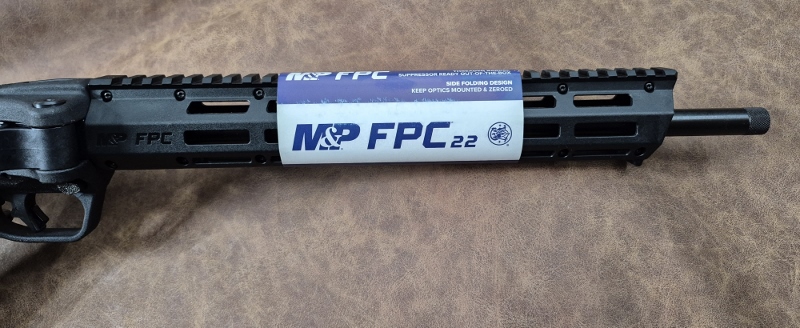 M&P FPC
SUPPRESSOR READY OUT-OF-THE-BOX
SIDE FOLDING DESIGN
KEEP OPTICS MOUNTED & ZEROED
M&P FPC
M&P FPC 22